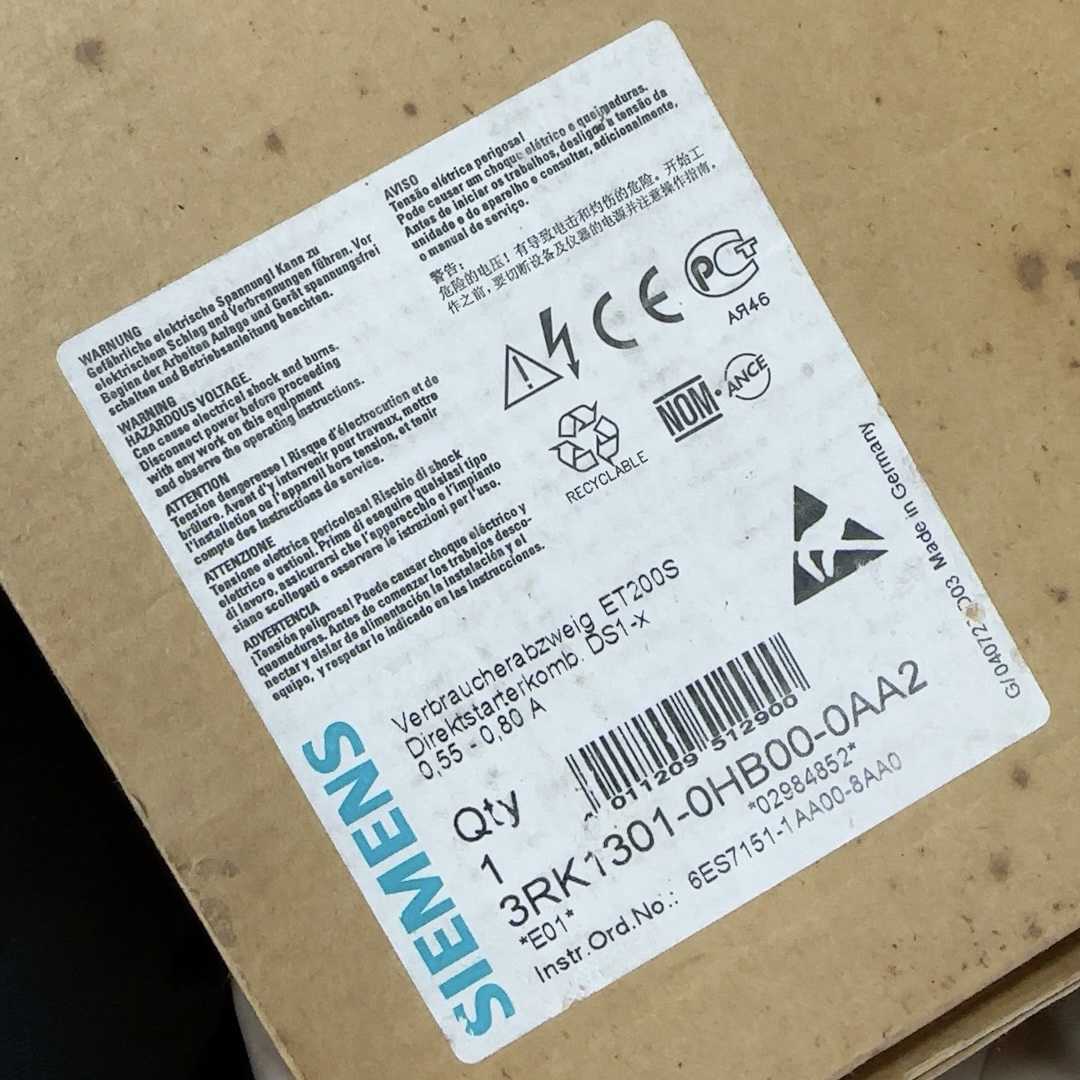 WARNUNG
Gefährliche elektrische Spannung! Kann zu
elektrischem Schlag und Verbrennungen führen. Vor
Beginn der Arbeiten Anlage und Gerät spannungsfrei
schalten und Betriebsanleitung beachten.
WARNING
HAZARDOUS VOLTAGE.
Can cause electrical shock and burns.
Disconnect power before proceeding
with any work on this equipment
and observe the operating instructions.
ATTENTION
Tension dangereuse ! Risque d'électrocution et de
brûlure. Avant d'y intervenir pour travaux, mettre
l'installation ou l'appareil hors tension, et tenir
compte des instructions de service.
ATTENZIONE
Tensione elettrica pericolosa! Rischio di shock
elettrico e ustioni. Prima di eseguire qualsiasi tipo
di lavoro, assicurarsi che l'apparecchio e l'impianto
siano scollegati e osservare le istruzioni per l'uso.
ADVERTENCIA
¡Tensión peligrosa! Puede causar choque eléctrico y
quemaduras. Antes de comenzar los trabajos desco-
nectar y aislar de alimentación la instalación y el
equipo, y respetar lo indicado en las instrucciones.
AVISO
Tensão elétrica perigosa!
Pode causar um choque elétrico e queimaduras.
Antes de iniciar os trabalhos, desligue a tensão da
unidade e do aparelho e consultar, adicionalmente,
o manual de serviço.
警告:
危险的电压!有导致电击和灼伤的危险。开始工
作之前,要切断设备及仪器的电源并注意操作指南。
CE
PCT
АЯ46
RECYCLABLE
NOM·ANCE
Made in Germany
G/04072
D03
Verbraucherabzweig ET200S
Direktstarterkomb. DS1-x
0,55 - 0,80 A
SIEMENS
Qty
1
011209 512900
3RK1301-0HB00-0AA2
*E01*
*02984852*
Instr.Ord.No.: 6ES7151-1AA00-8AA0